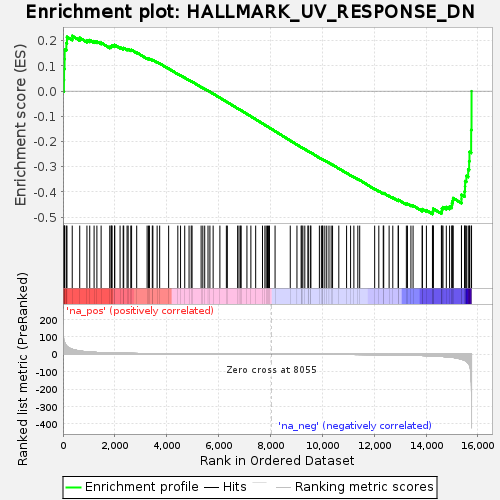 Enrichment plot: HALLMARK_UV_RESPONSE_DN
Enrichment score (ES)
0.2
0.1
0.0
-0.1
-0.2
-0.3
-0.4
-0.5
Ranked list metric (PreRanked)
'na_pos' (positively correlated)
200
100
0
-100
-200
-300
-400
Zero cross at 8055
'na_neg' (negatively correlated)
0 2,000 4,000 6,000 8,000 10,000 12,000 14,000 16,000
Rank in Ordered Dataset
Enrichment profile Hits Ranking metric scores